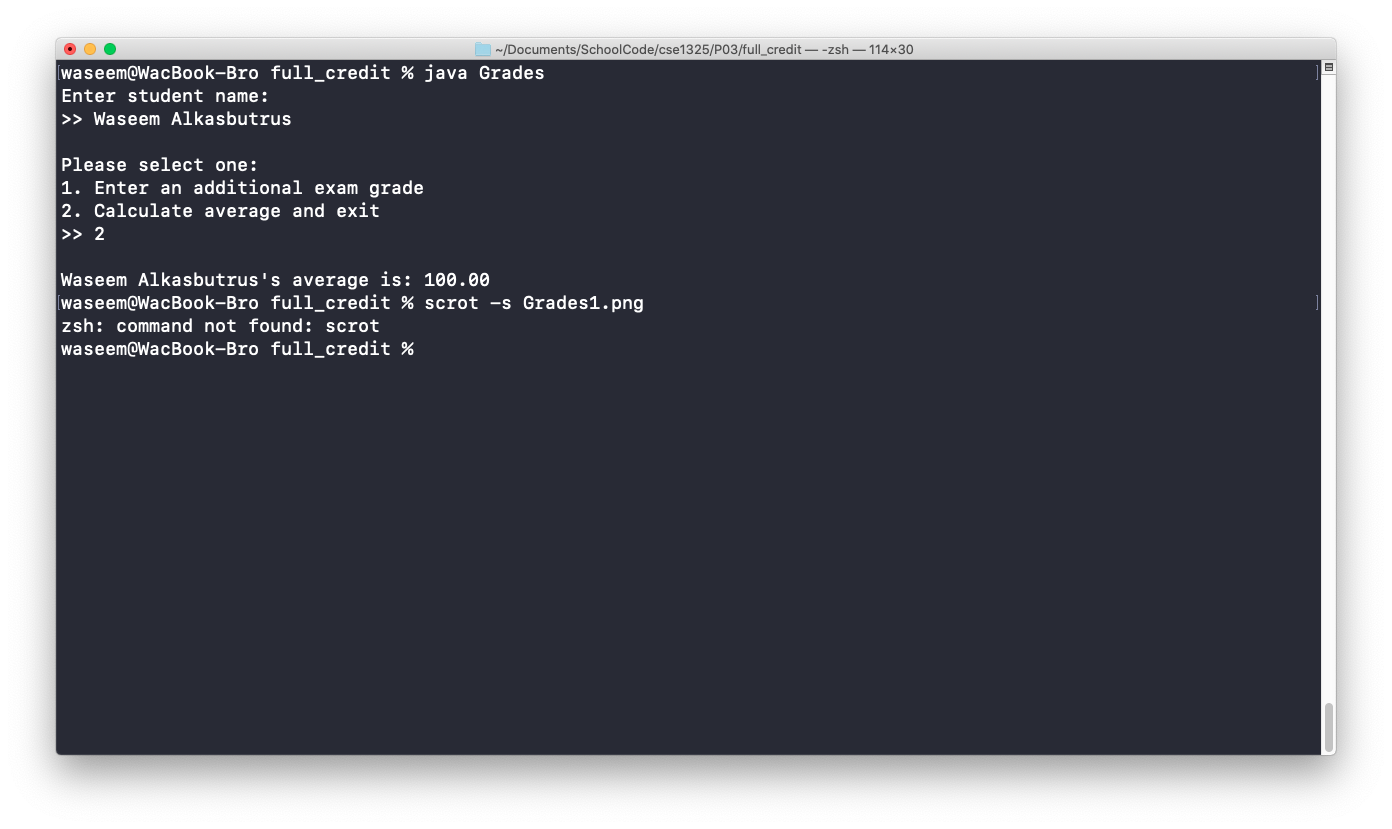 ~/Documents/SchoolCode/cse1325/P03/full_credit — -zsh — 114×30
[waseem@WacBook-Bro full_credit % java Grades ]
Enter student name:
>> Waseem Alkasbutrus
Please select one:
1. Enter an additional exam grade
2. Calculate average and exit
>> 2
Waseem Alkasbutrus's average is: 100.00
[waseem@WacBook-Bro full_credit % scrot -s Grades1.png ]
zsh: command not found: scrot
waseem@WacBook-Bro full_credit %